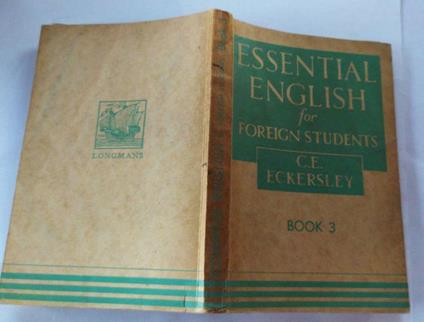 ESSENTIAL
ENGLISH
for
FOREIGN STUDENTS
C.E.
ECKERSLEY
BOOK 3
LONGMANS